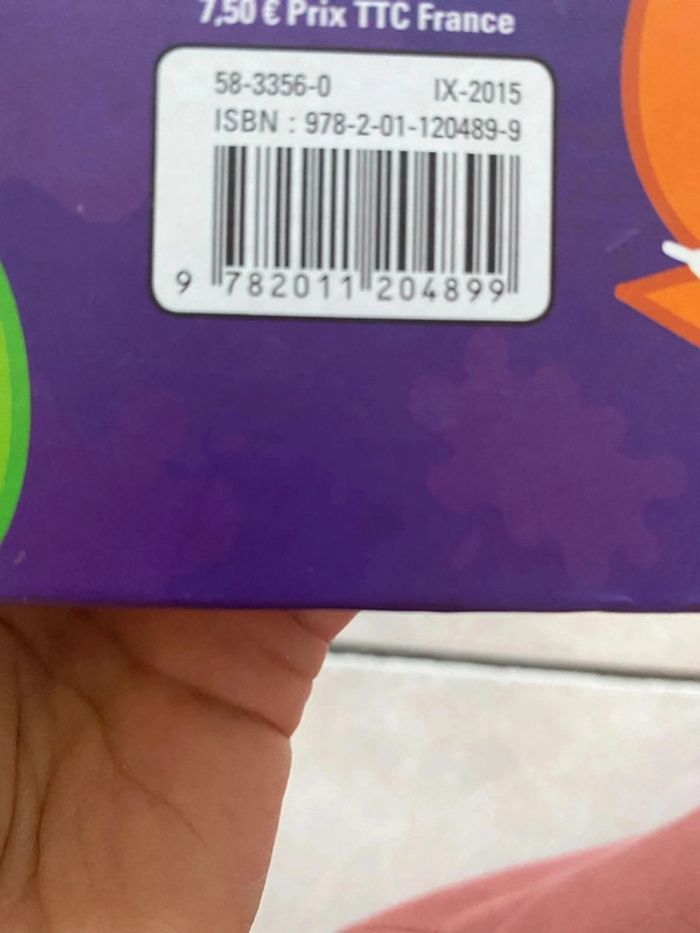 7,50 € Prix TTC France
58-3356-0 IX-2015
ISBN : 978-2-01-120489-9
9 782011 204899